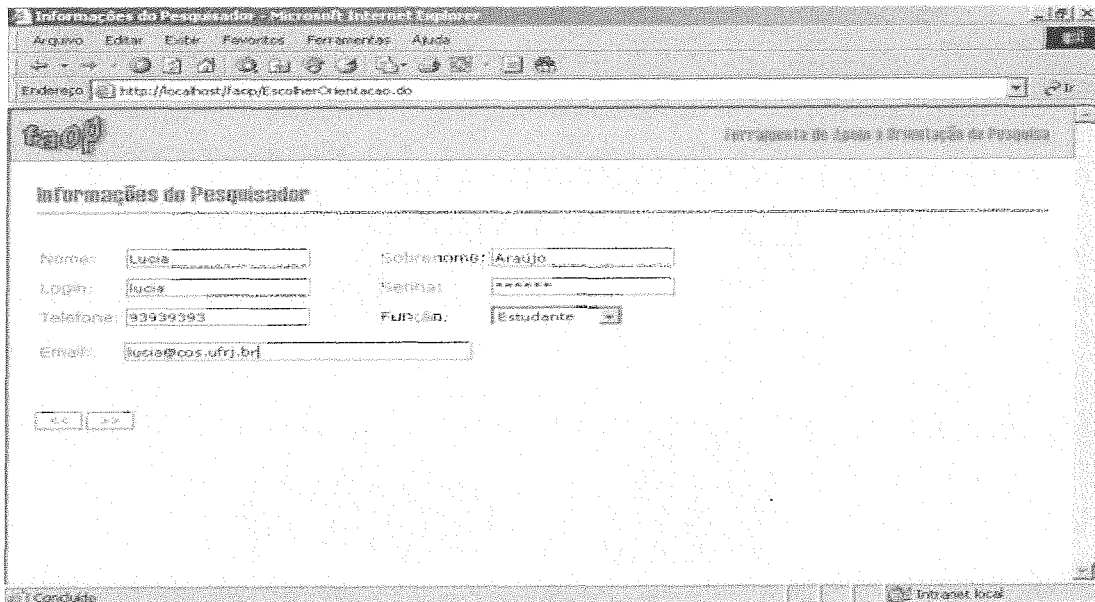 Informações do Pesquisador - Microsoft Internet Explorer
Arquivo Editar Exibir Favoritos Ferramentas Ajuda
Endereço http://localhost/faop/EscolherOrientacao.do Ir
faop Ferramenta de Apoio a Orientação de Pesquisa
Informações do Pesquisador
Nome: Lucia Sobrenome: Araújo
Login: lucia Senha: ******
Telefone: 93939393 Função: Estudante
Email: lucia@cos.ufrj.br
<< >>
Concluído Intranet local